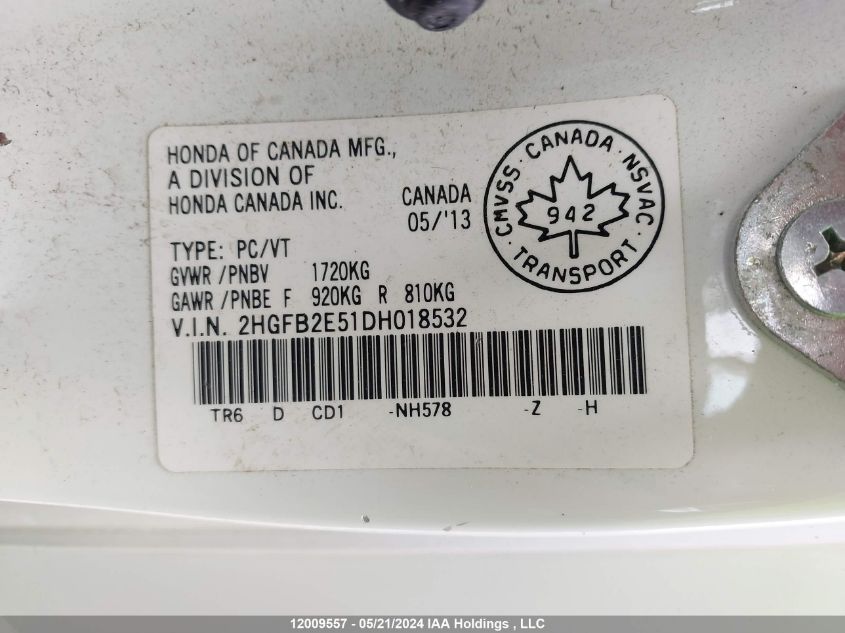 HONDA OF CANADA MFG.,
A DIVISION OF
HONDA CANADA INC.
CANADA
05/'13
CMVSS · CANADA · NSVAC · TRANSPORT ·
942
TYPE: PC/VT
GVWR /PNBV 1720KG
GAWR /PNBE F 920KG R 810KG
V.I.N. 2HGFB2E51DH018532
TR6 D CD1 -NH578 -Z -H
12009557 - 05/21/2024 IAA Holdings , LLC